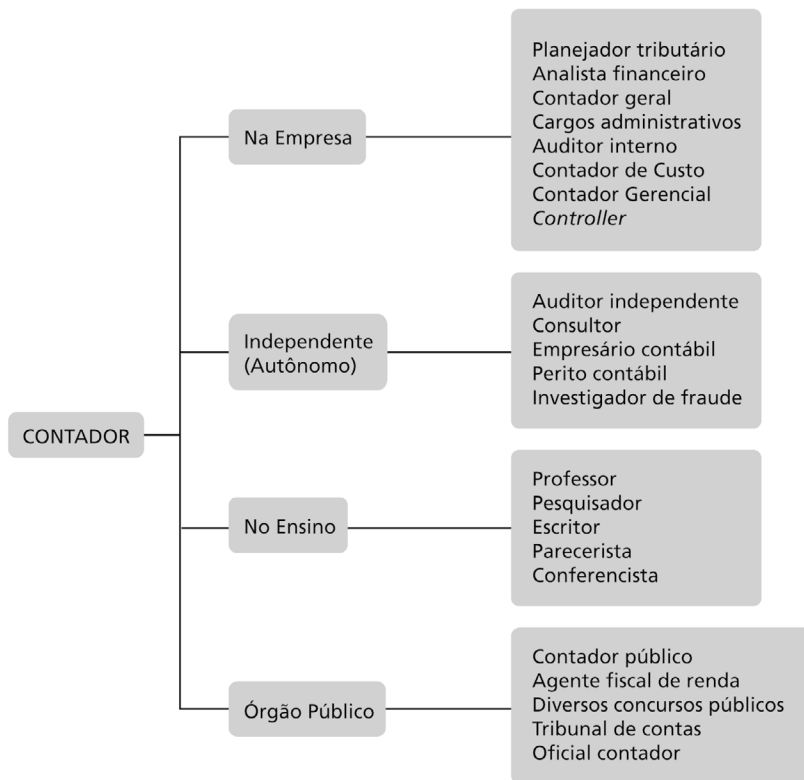 CONTADOR
Na Empresa
Planejador tributário
Analista financeiro
Contador geral
Cargos administrativos
Auditor interno
Contador de Custo
Contador Gerencial
Controller
Independente
(Autônomo)
Auditor independente
Consultor
Empresário contábil
Perito contábil
Investigador de fraude
No Ensino
Professor
Pesquisador
Escritor
Parecerista
Conferencista
Órgão Público
Contador público
Agente fiscal de renda
Diversos concursos públicos
Tribunal de contas
Oficial contador